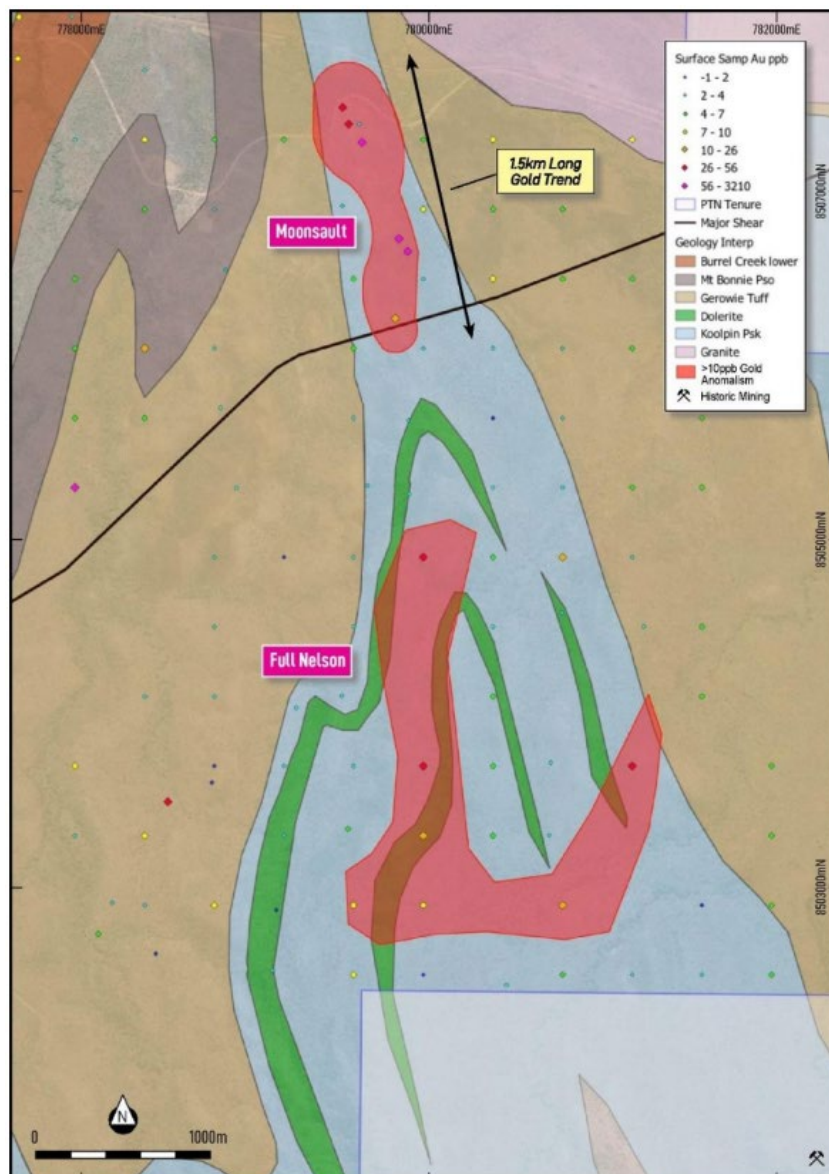 778000mE
780000mE
782000mE
Surface Samp Au ppb
-1 - 2
2 - 4
4 - 7
7 - 10
10 - 26
26 - 56
56 - 3210
PTN Tenure
Major Shear
Geology Interp
Burrel Creek lower
Mt Bonnie Pso
Gerowie Tuff
Dolerite
Koolpin Psk
Granite
>10ppb Gold
Anomalism
Historic Mining
1.5km Long
Gold Trend
8507000mN
Moonsault
8505000mN
Full Nelson
8503000mN
N
0
1000m